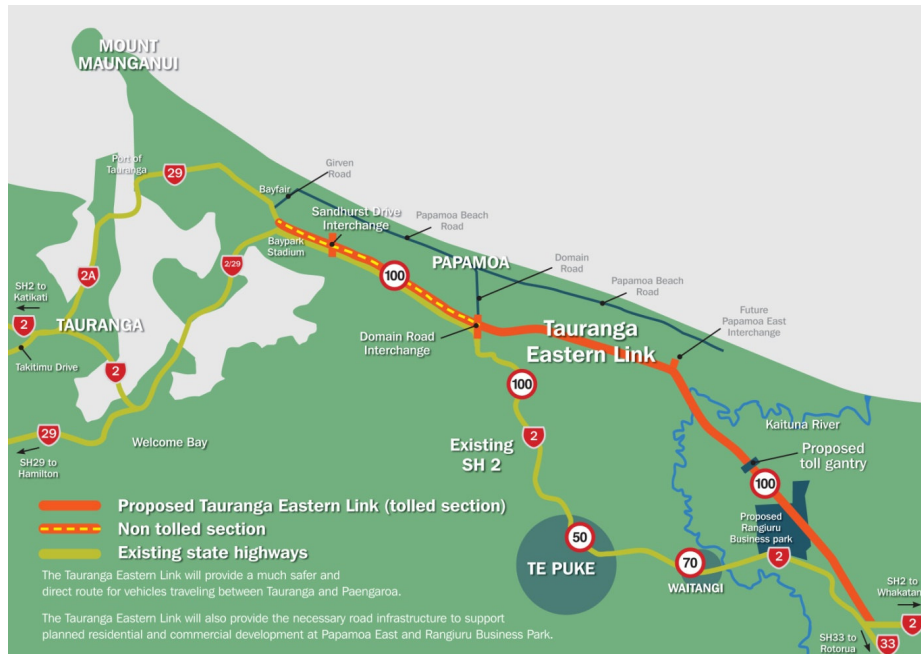 MOUNT
MAUNGANUI
Port of
Tauranga
29
Girven
Road
Bayfair
Sandhurst Drive
Interchange
Papamoa Beach
Road
Baypark
Stadium
2/29
PAPAMOA
100
Domain
Road
Papamoa Beach
Road
2A
SH2 to
Katikati
2
TAURANGA
Takitimu Drive
2
Domain Road
Interchange
Tauranga
Eastern Link
Future
Papamoa East
Interchange
100
Kaituna River
29
SH29 to
Hamilton
Welcome Bay
Existing
SH 2
2
Proposed
toll gantry
100
Proposed Tauranga Eastern Link (tolled section)
Non tolled section
Existing state highways
50
TE PUKE
70
WAITANGI
Proposed
Rangiuru
Business park
2
The Tauranga Eastern Link will provide a much safer and
direct route for vehicles traveling between Tauranga and Paengaroa.
The Tauranga Eastern Link will also provide the necessary road infrastructure to support
planned residential and commercial development at Papamoa East and Rangiuru Business Park.
SH2 to
Whakatan
2
SH33 to
Rotorua
33